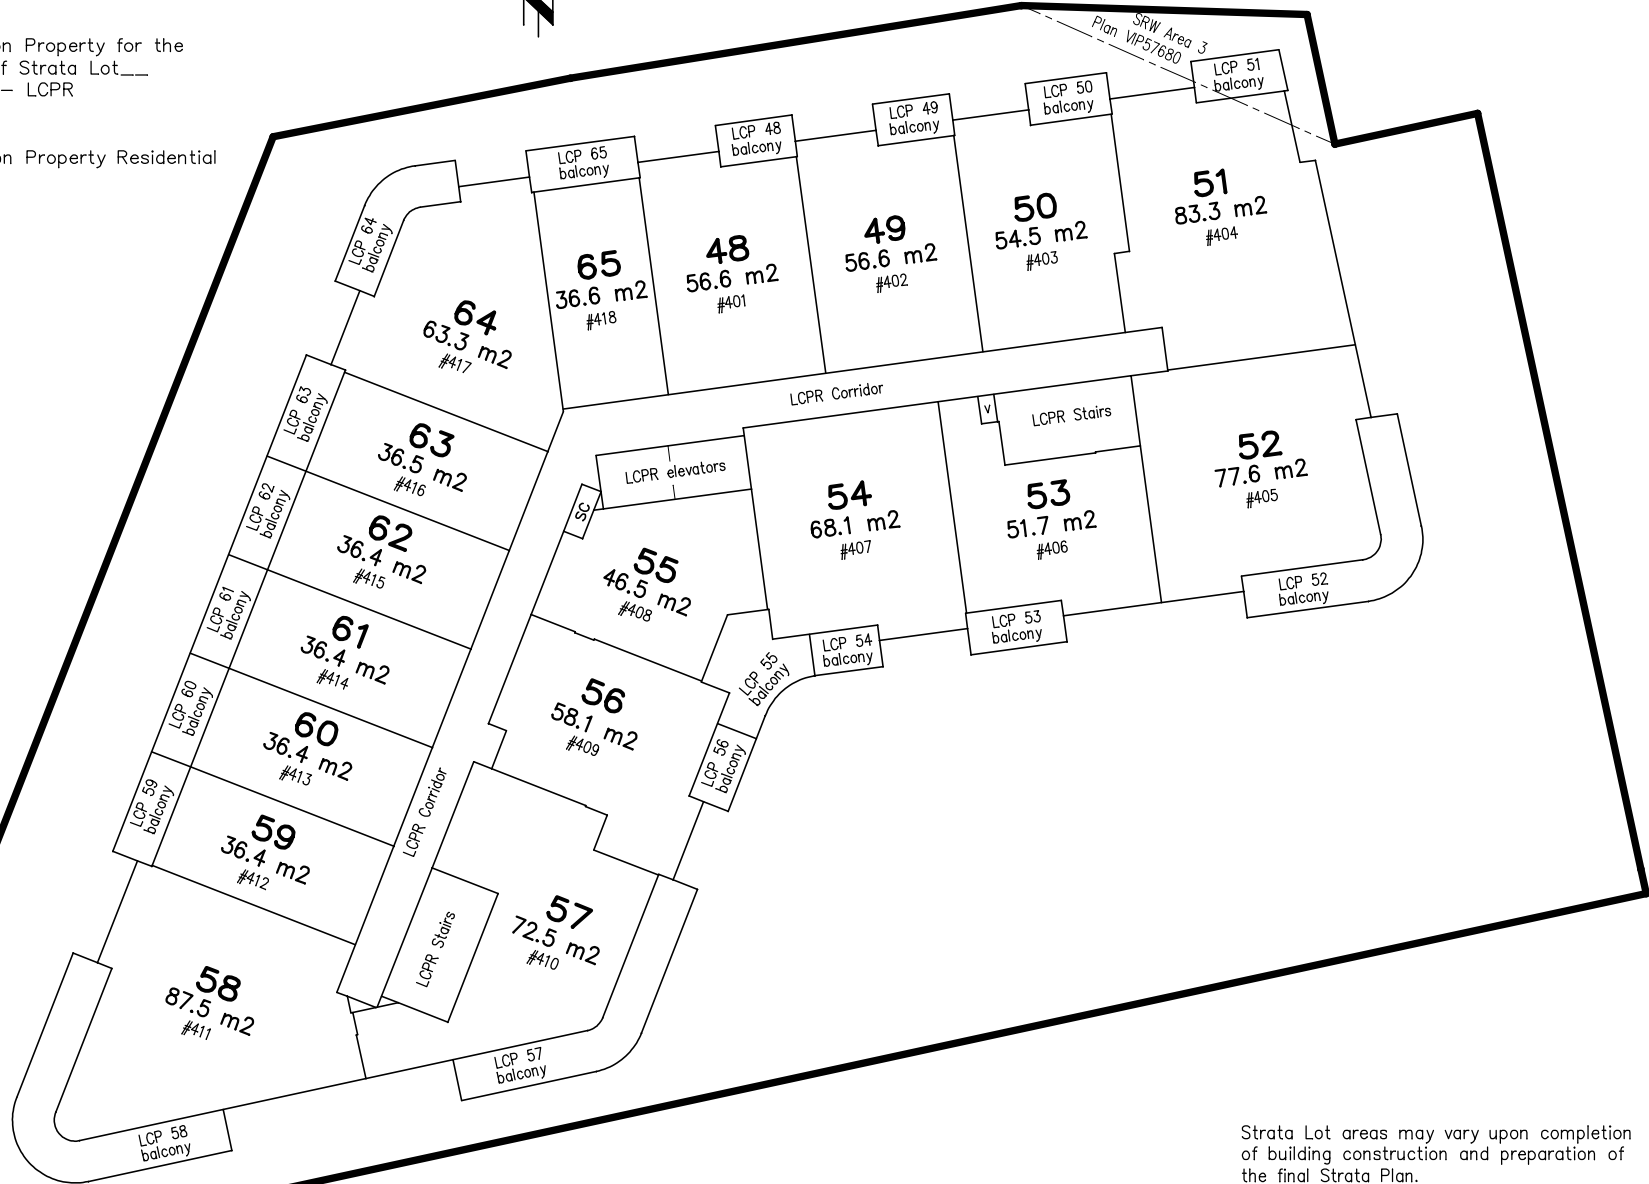 on Property for the
f Strata Lot__
– LCPR
on Property Residential
SRW Area 3
Plan VIP57680
LCP 51
balcony
LCP 50
balcony
LCP 49
balcony
LCP 48
balcony
LCP 65
balcony
LCP 64
balcony
51
83.3 m2
#404
50
54.5 m2
#403
49
56.6 m2
#402
48
56.6 m2
#401
65
36.6 m2
#418
64
63.3 m2
#417
LCPR Corridor
LCP 63
balcony
63
36.5 m2
#416
LCPR elevators
SC
V
LCPR Stairs
52
77.6 m2
#405
54
68.1 m2
#407
53
51.7 m2
#406
LCP 62
balcony
62
36.4 m2
#415
55
46.5 m2
#408
LCP 52
balcony
LCP 53
balcony
LCP 54
balcony
LCP 55
balcony
LCP 61
balcony
61
36.4 m2
#414
56
58.1 m2
#409
LCP 56
balcony
LCP 60
balcony
60
36.4 m2
#413
LCPR Corridor
LCP 59
balcony
59
36.4 m2
#412
LCPR Stairs
57
72.5 m2
#410
58
87.5 m2
#411
LCP 57
balcony
LCP 58
balcony
Strata Lot areas may vary upon completion
of building construction and preparation of
the final Strata Plan.